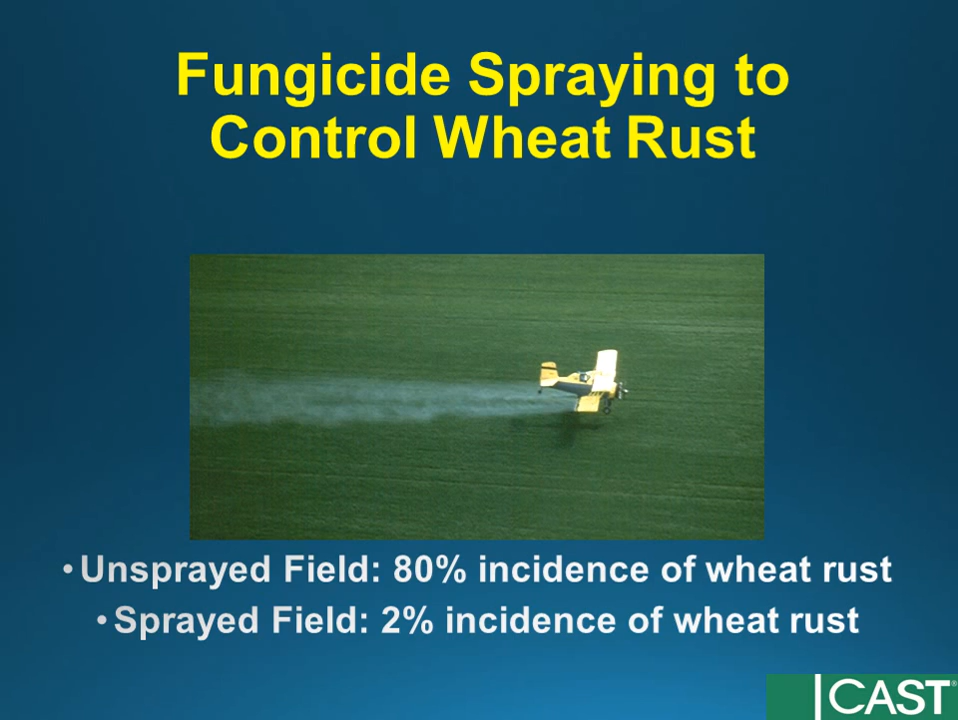 Fungicide Spraying to
Control Wheat Rust
• Unsprayed Field: 80% incidence of wheat rust
• Sprayed Field: 2% incidence of wheat rust
CAST®